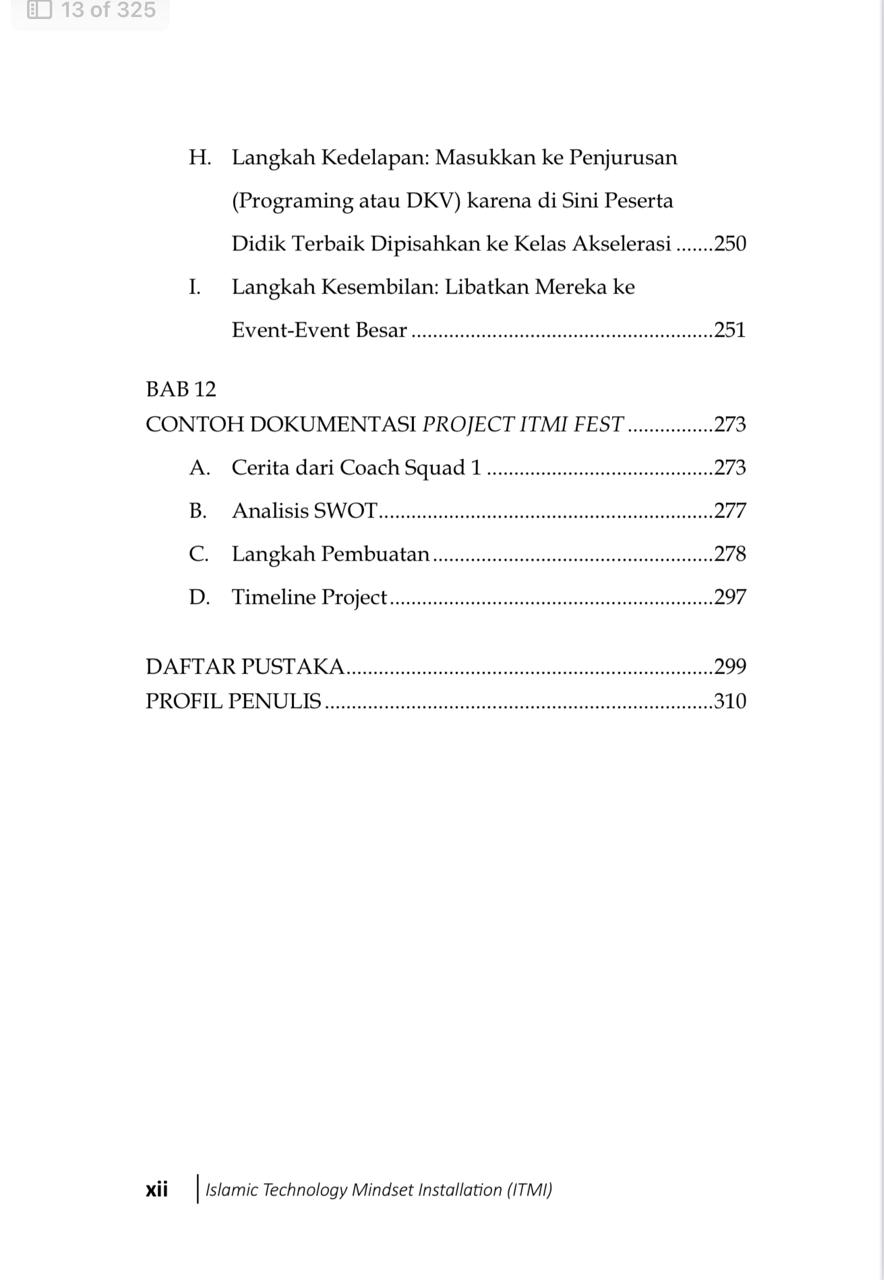 13 of 325
H. Langkah Kedelapan: Masukkan ke Penjurusan
(Programing atau DKV) karena di Sini Peserta
Didik Terbaik Dipisahkan ke Kelas Akselerasi .......250
I. Langkah Kesembilan: Libatkan Mereka ke
Event-Event Besar ........................................................251
BAB 12
CONTOH DOKUMENTASI PROJECT ITMI FEST ................273
A. Cerita dari Coach Squad 1 ..........................................273
B. Analisis SWOT..............................................................277
C. Langkah Pembuatan ....................................................278
D. Timeline Project............................................................297
DAFTAR PUSTAKA....................................................................299
PROFIL PENULIS ........................................................................310
xii Islamic Technology Mindset Installation (ITMI)